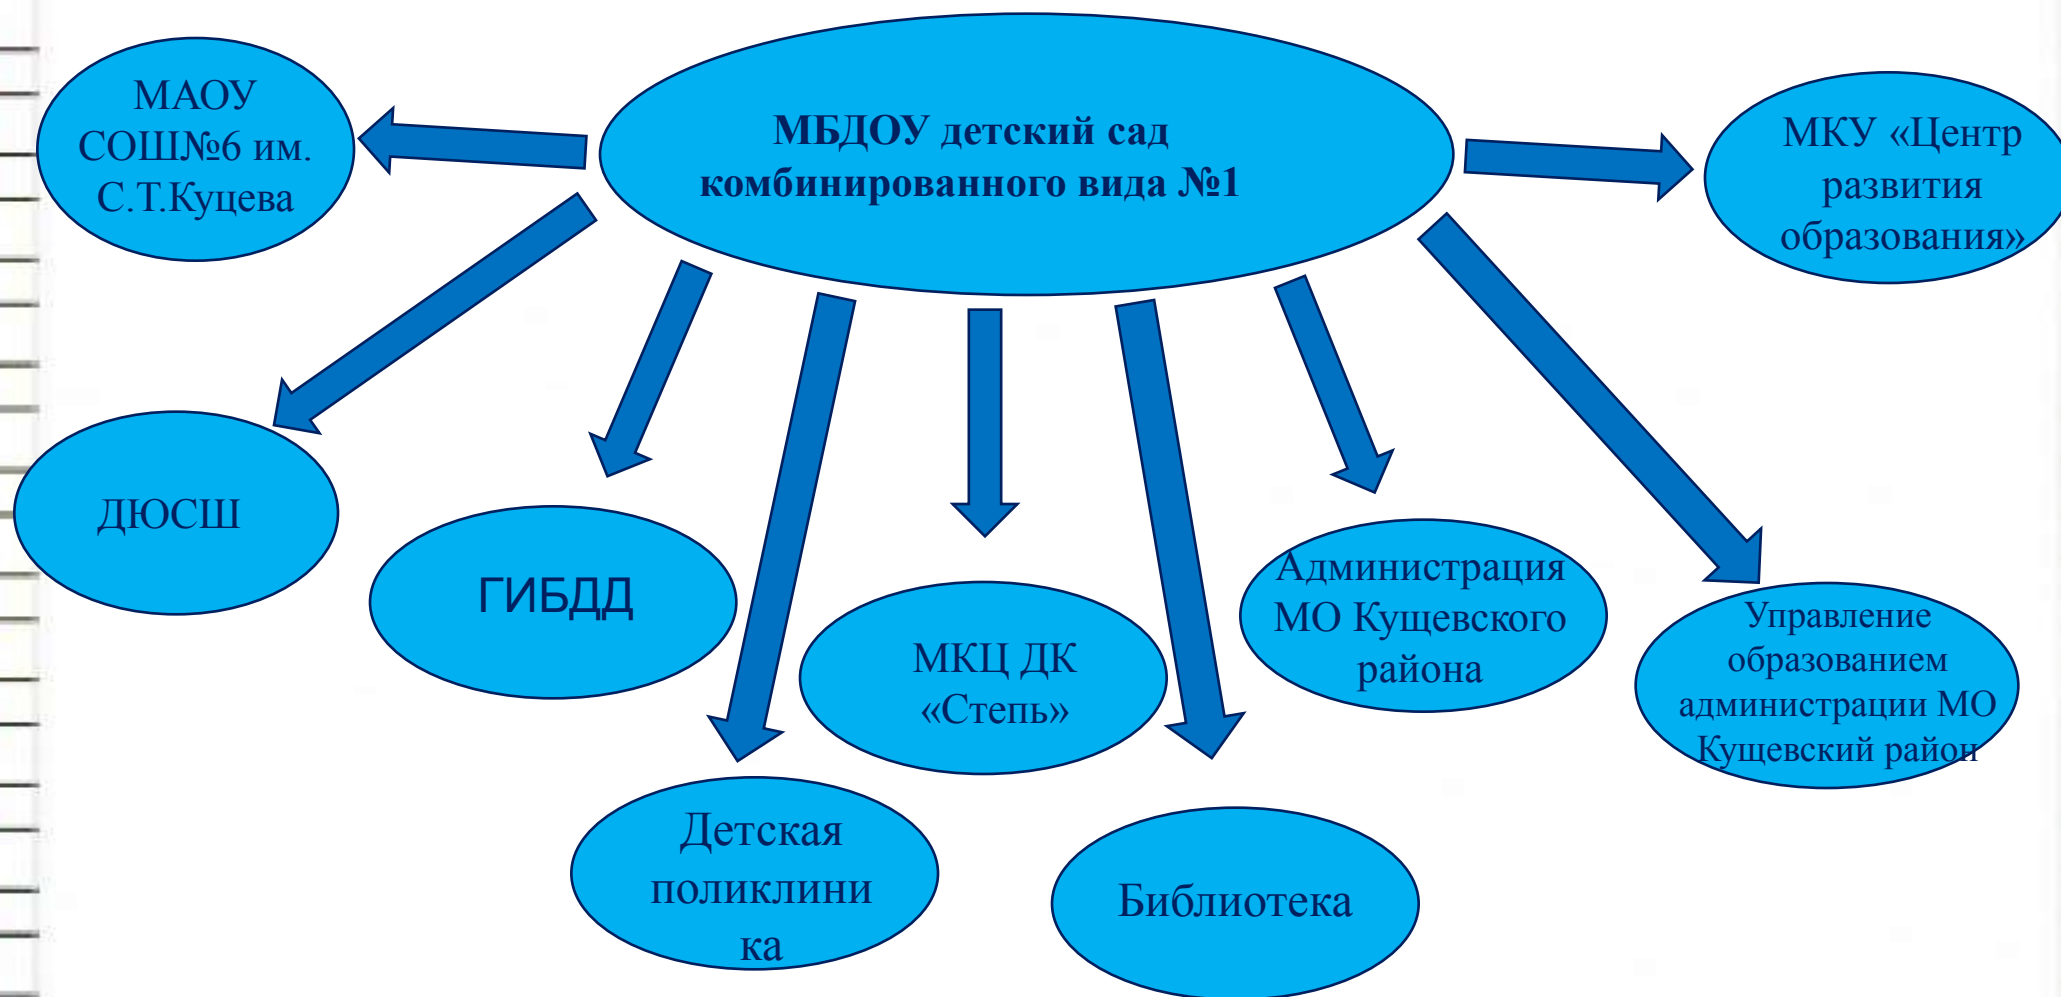 МБДОУ детский сад
комбинированного вида №1
МАОУ
СОШ№6 им.
С.Т.Куцева
МКУ «Центр
развития
образования»
ДЮСШ
ГИБДД
МКЦ ДК
«Степь»
Администрация
МО Кущевского
района
Управление
образованием
администрации МО
Кущевский район
Детская
поликлини
ка
Библиотека